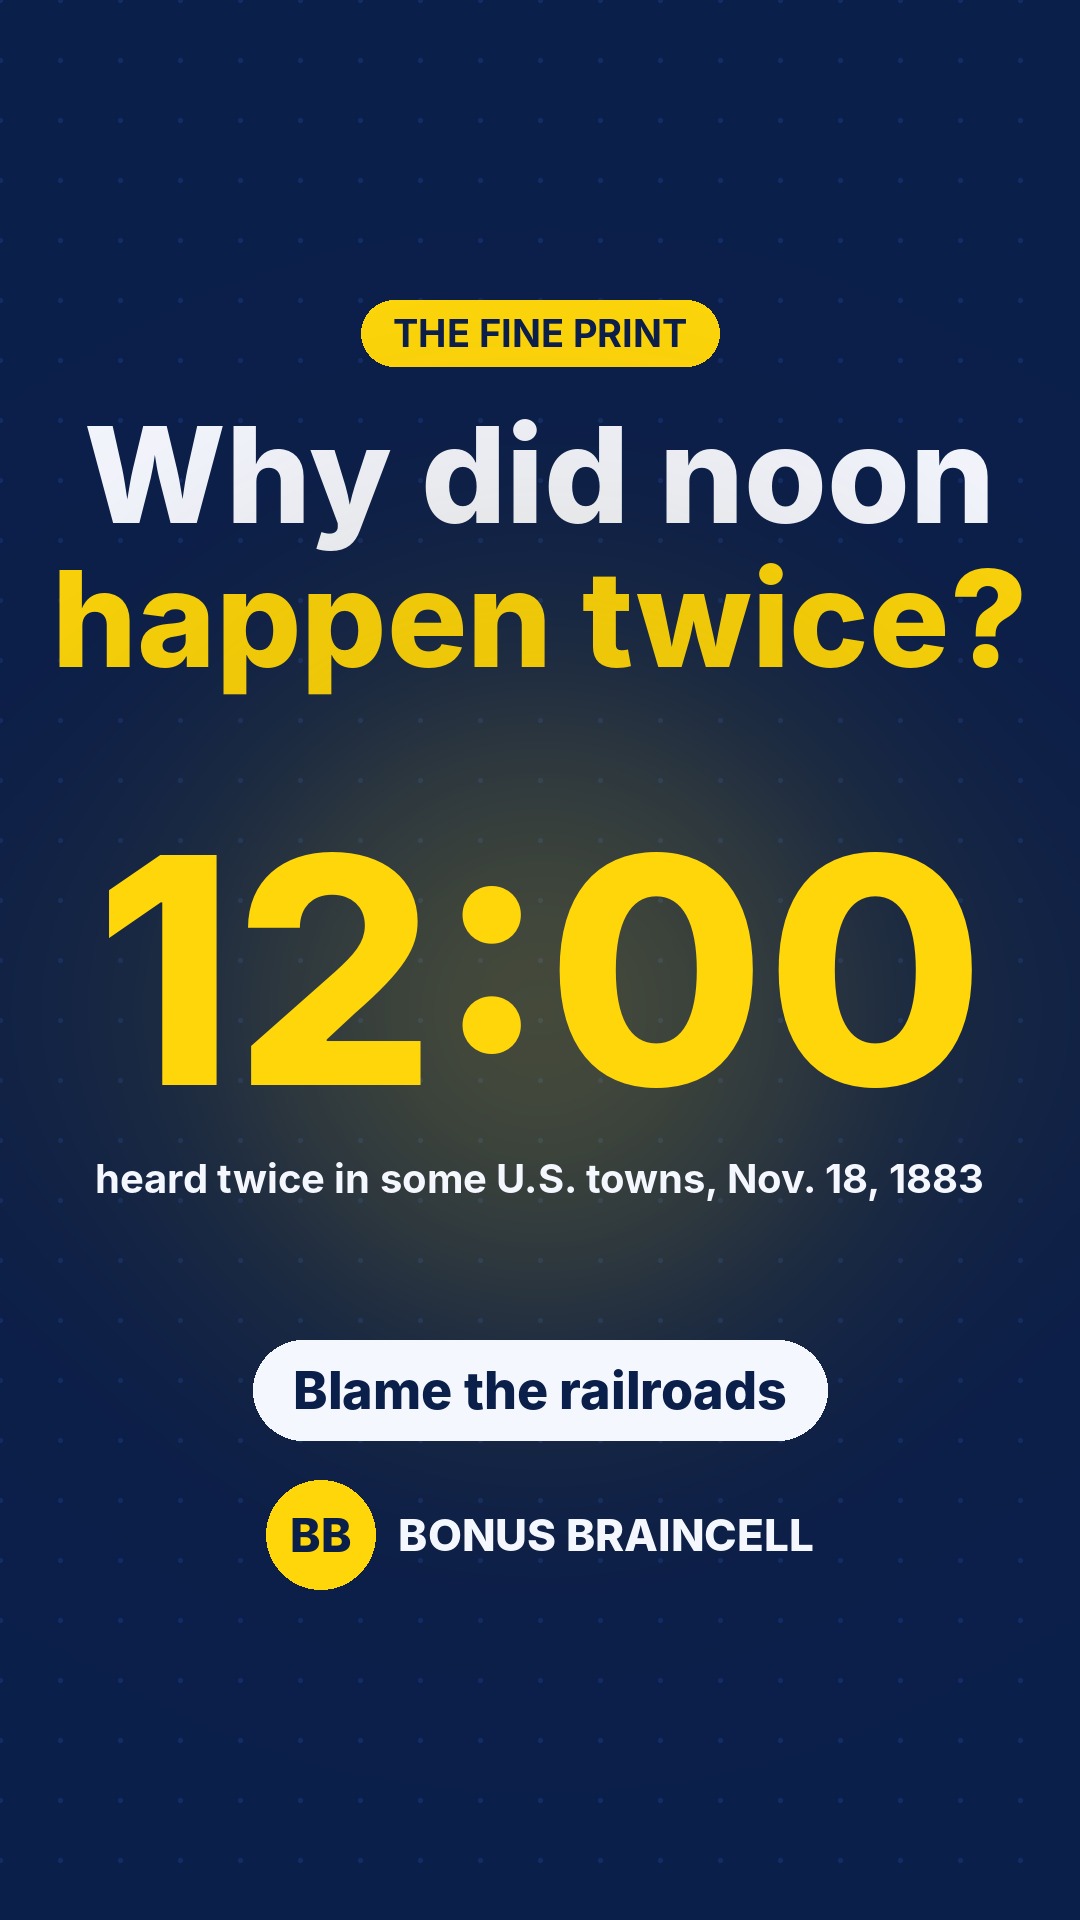 THE FINE PRINT
Why did noon
happen twice?
12:00
heard twice in some U.S. towns, Nov. 18, 1883
Blame the railroads
BB BONUS BRAINCELL